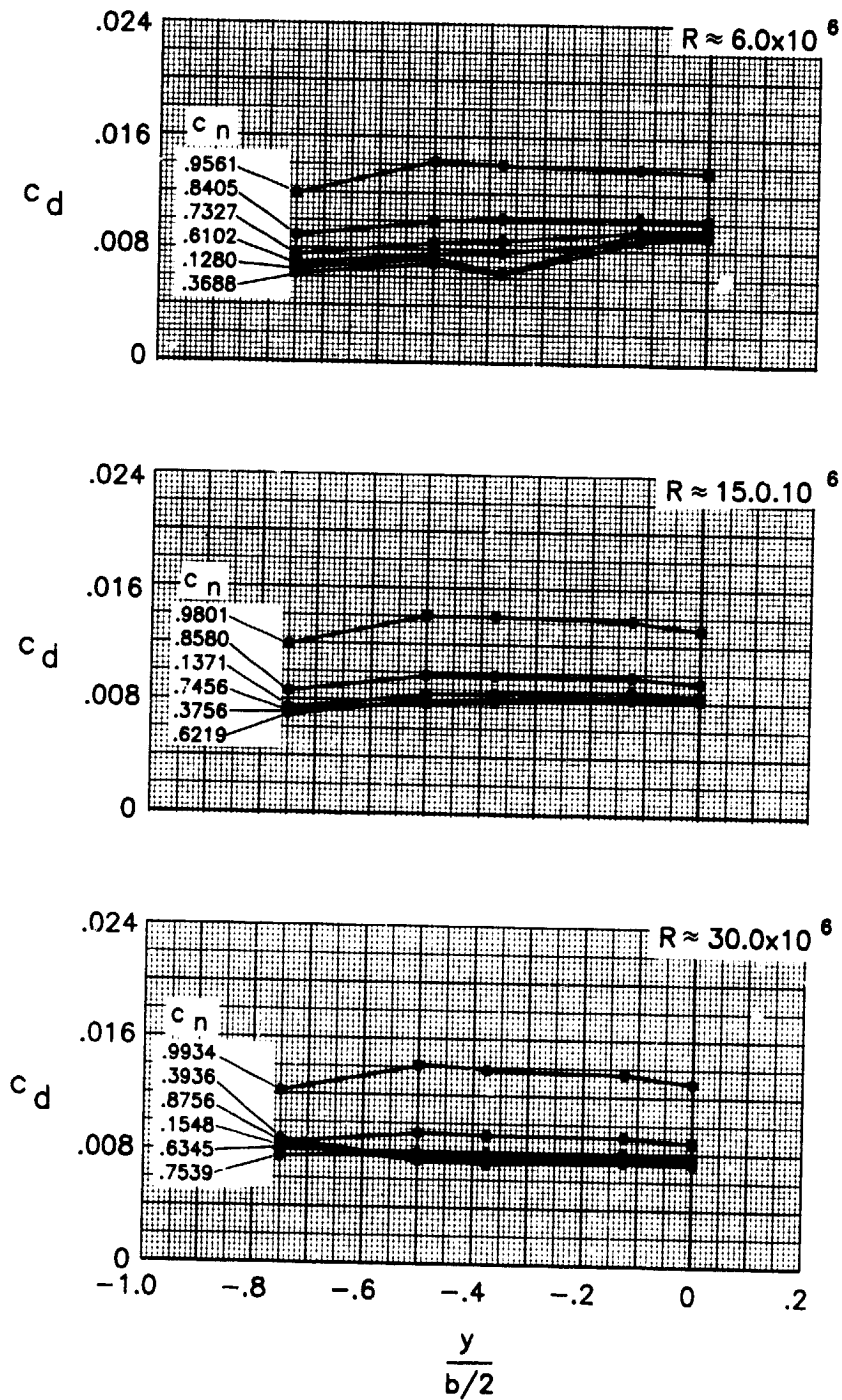 .024
R ≈ 6.0x10 6
.016
c n
.9561
.8405
.7327
.6102
.1280
.3688
c d
.008
0
.024
R ≈ 15.0.10 6
.016
c n
.9801
.8580
.1371
.7456
.3756
.6219
c d
.008
0
.024
R ≈ 30.0x10 6
.016
c n
.9934
.3936
.8756
.1548
.6345
.7539
c d
.008
0
-1.0 -.8 -.6 -.4 -.2 0 .2
y
b/2